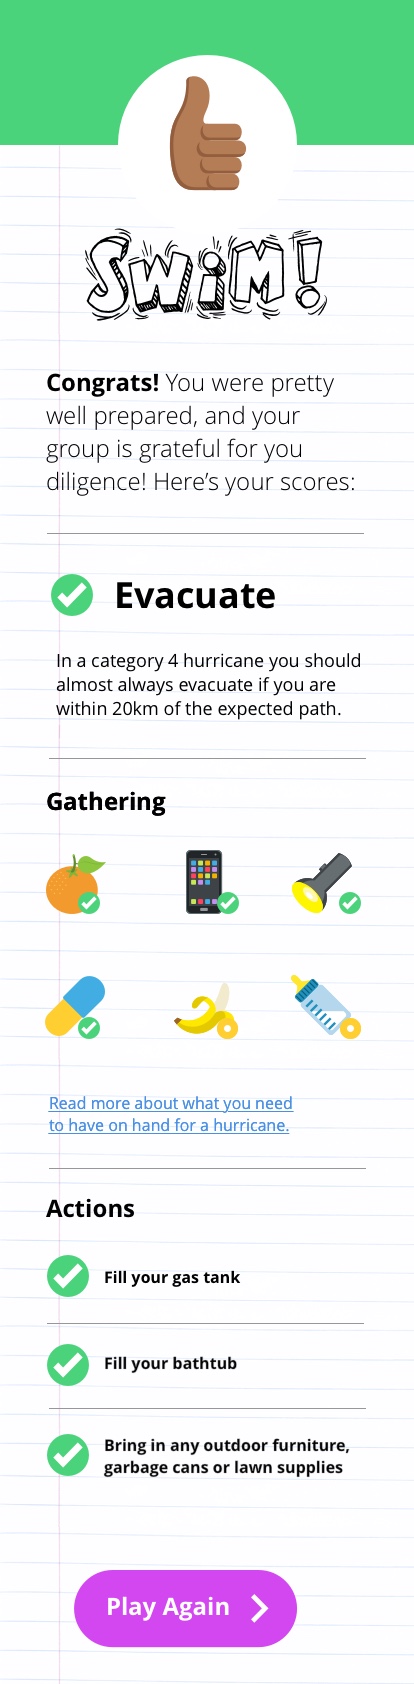 SWIM!
Congrats! You were pretty
well prepared, and your
group is grateful for you
diligence! Here's your scores:
Evacuate
In a category 4 hurricane you should
almost always evacuate if you are
within 20km of the expected path.
Gathering
Read more about what you need
to have on hand for a hurricane.
Actions
Fill your gas tank
Fill your bathtub
Bring in any outdoor furniture,
garbage cans or lawn supplies
Play Again